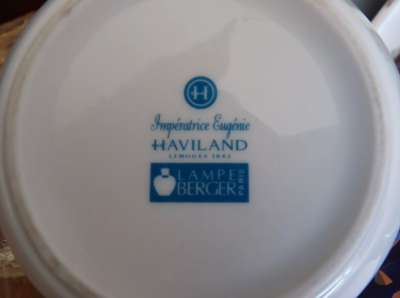 H
Impératrice Eugénie
HAVILAND
LIMOGES 1842
LAMPE
BERGER
PARIS